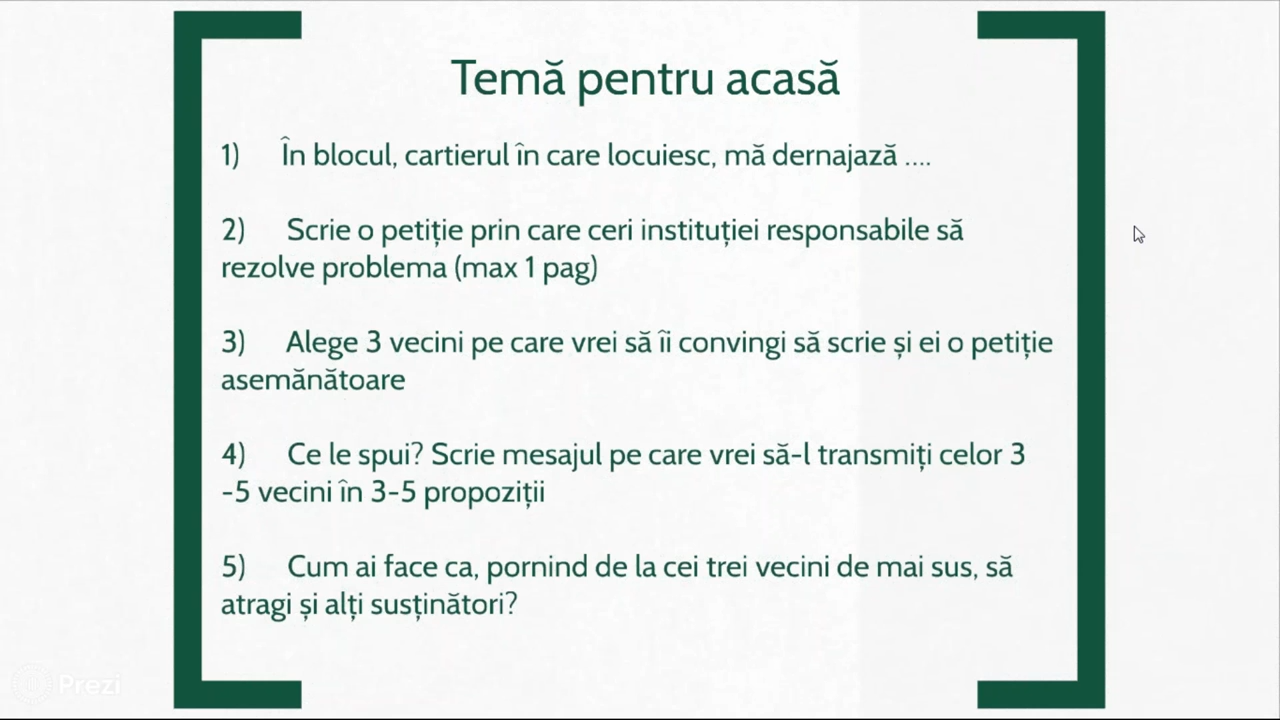 Temă pentru acasă
1) În blocul, cartierul în care locuiesc, mă dernajază ....
2) Scrie o petiție prin care ceri instituției responsabile să
rezolve problema (max 1 pag)
3) Alege 3 vecini pe care vrei să îi convingi să scrie și ei o petiție
asemănătoare
4) Ce le spui? Scrie mesajul pe care vrei să-l transmiți celor 3
-5 vecini în 3-5 propoziții
5) Cum ai face ca, pornind de la cei trei vecini de mai sus, să
atragi și alți susținători?
Prezi